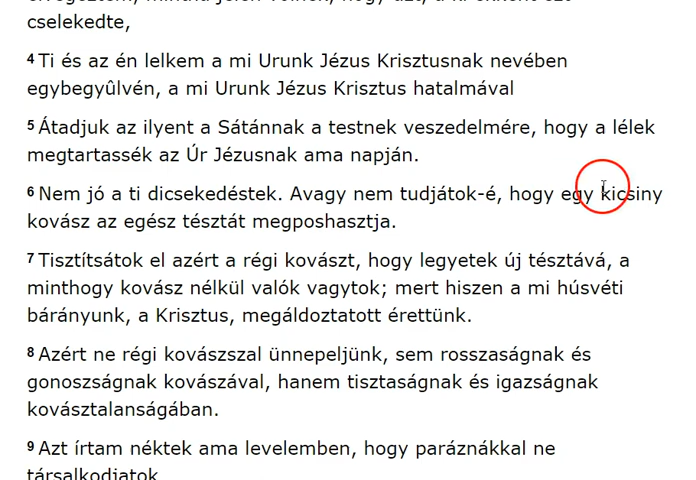 cselekedte,
4 Ti és az én lelkem a mi Urunk Jézus Krisztusnak nevében
egybegyûlvén, a mi Urunk Jézus Krisztus hatalmával
5 Átadjuk az ilyent a Sátánnak a testnek veszedelmére, hogy a lélek
megtartassék az Úr Jézusnak ama napján.
6 Nem jó a ti dicsekedéstek. Avagy nem tudjátok-é, hogy egy kicsiny
kovász az egész tésztát megposhasztja.
7 Tisztítsátok el azért a régi kovászt, hogy legyetek új tésztává, a
minthogy kovász nélkül valók vagytok; mert hiszen a mi húsvéti
bárányunk, a Krisztus, megáldoztatott érettünk.
8 Azért ne régi kovászszal ünnepeljünk, sem rosszaságnak és
gonoszságnak kovászával, hanem tisztaságnak és igazságnak
kovásztalanságában.
9 Azt írtam néktek ama levelemben, hogy paráznákkal ne
társalkodjatok